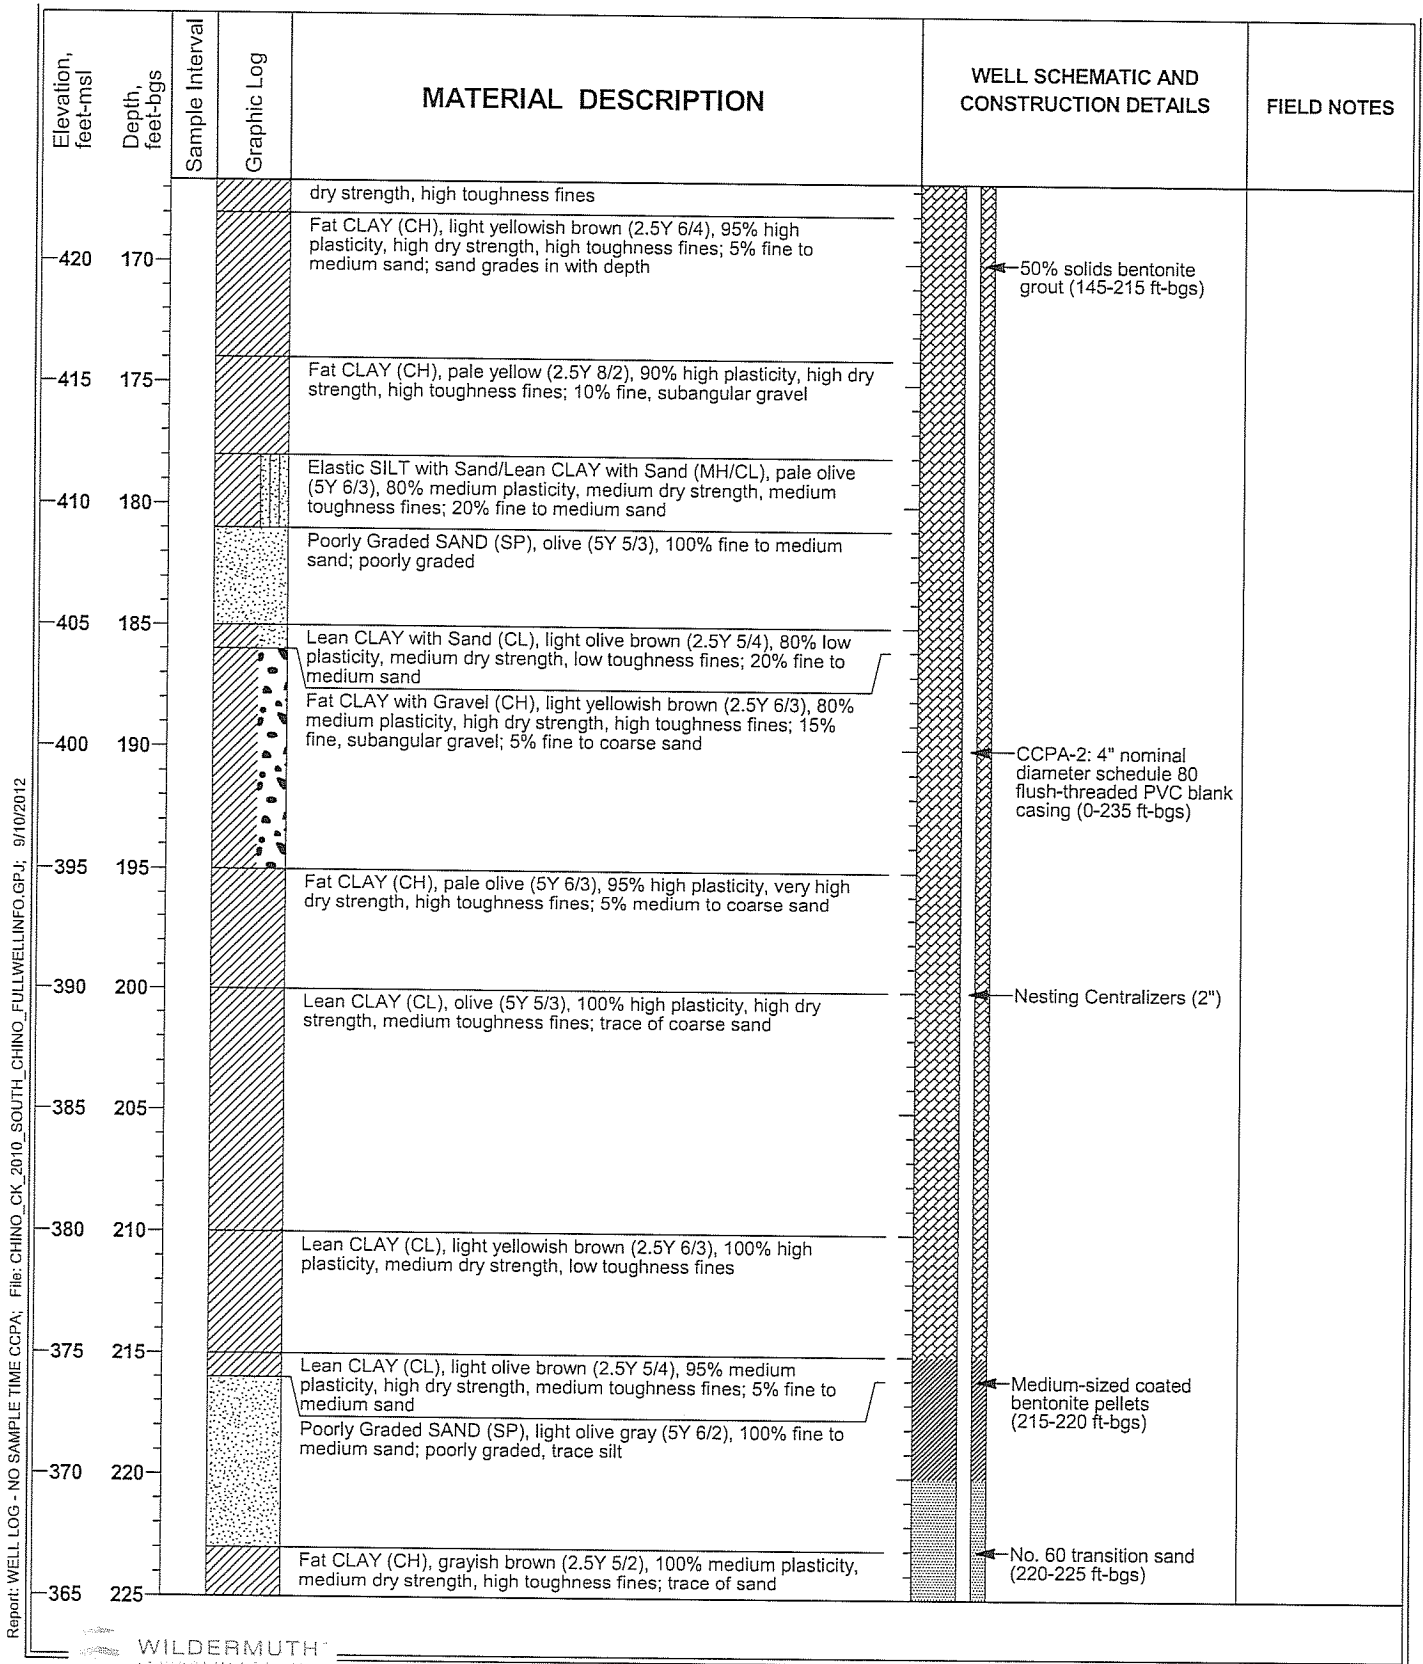 Elevation,
feet-msl
Depth,
feet-bgs
Sample Interval
Graphic Log
MATERIAL DESCRIPTION
WELL SCHEMATIC AND
CONSTRUCTION DETAILS
FIELD NOTES
dry strength, high toughness fines
Fat CLAY (CH), light yellowish brown (2.5Y 6/4), 95% high
plasticity, high dry strength, high toughness fines; 5% fine to
medium sand; sand grades in with depth
420 170
50% solids bentonite
grout (145-215 ft-bgs)
415 175
Fat CLAY (CH), pale yellow (2.5Y 8/2), 90% high plasticity, high dry
strength, high toughness fines; 10% fine, subangular gravel
Elastic SILT with Sand/Lean CLAY with Sand (MH/CL), pale olive
(5Y 6/3), 80% medium plasticity, medium dry strength, medium
toughness fines; 20% fine to medium sand
410 180
Poorly Graded SAND (SP), olive (5Y 5/3), 100% fine to medium
sand; poorly graded
405 185
Lean CLAY with Sand (CL), light olive brown (2.5Y 5/4), 80% low
plasticity, medium dry strength, low toughness fines; 20% fine to
medium sand
Fat CLAY with Gravel (CH), light yellowish brown (2.5Y 6/3), 80%
medium plasticity, high dry strength, high toughness fines; 15%
fine, subangular gravel; 5% fine to coarse sand
400 190
CCPA-2: 4" nominal
diameter schedule 80
flush-threaded PVC blank
casing (0-235 ft-bgs)
395 195
Fat CLAY (CH), pale olive (5Y 6/3), 95% high plasticity, very high
dry strength, high toughness fines; 5% medium to coarse sand
390 200
Lean CLAY (CL), olive (5Y 5/3), 100% high plasticity, high dry
strength, medium toughness fines; trace of coarse sand
Nesting Centralizers (2")
385 205
380 210
Lean CLAY (CL), light yellowish brown (2.5Y 6/3), 100% high
plasticity, medium dry strength, low toughness fines
375 215
Lean CLAY (CL), light olive brown (2.5Y 5/4), 95% medium
plasticity, high dry strength, medium toughness fines; 5% fine to
medium sand
Medium-sized coated
bentonite pellets
(215-220 ft-bgs)
Poorly Graded SAND (SP), light olive gray (5Y 6/2), 100% fine to
medium sand; poorly graded, trace silt
370 220
Fat CLAY (CH), grayish brown (2.5Y 5/2), 100% medium plasticity,
medium dry strength, high toughness fines; trace of sand
No. 60 transition sand
(220-225 ft-bgs)
365 225
Report: WELL LOG - NO SAMPLE TIME CCPA; File: CHINO_CK_2010_SOUTH_CHINO_FULLWELLINFO.GPJ; 9/10/2012
WILDERMUTH